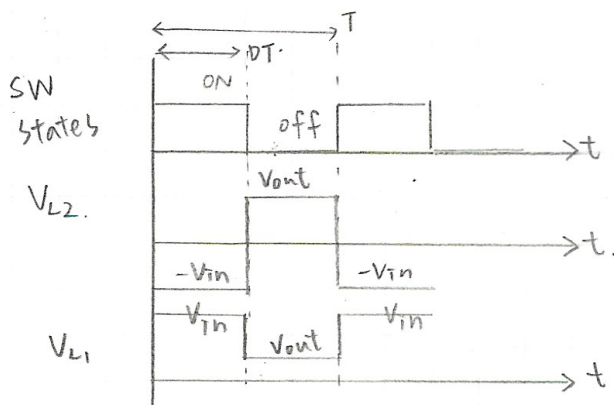 T
DT.
ON
SW
states
off
t
Vout
VL2.
t.
-Vin
-Vin
Vin
Vin
Vout
VL1
t